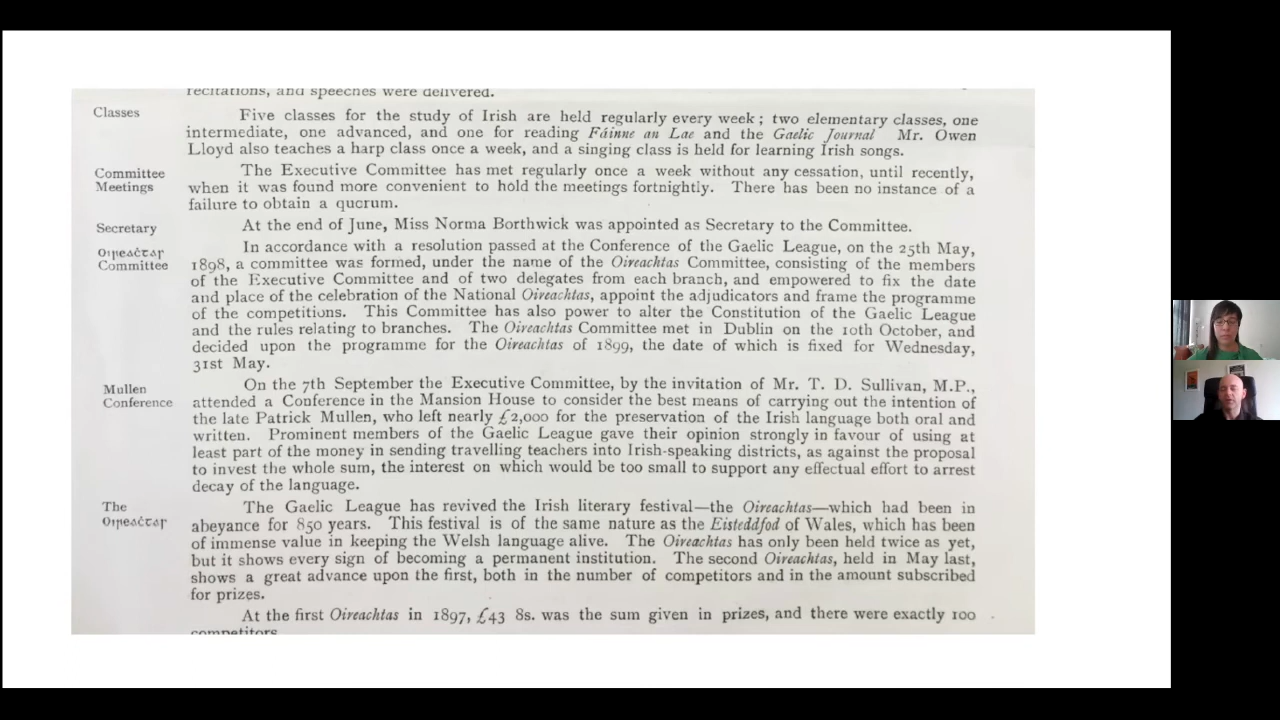 recitations, and speeches were delivered.
Classes
Five classes for the study of Irish are held regularly every week; two elementary classes, one
intermediate, one advanced, and one for reading Fáinne an Lae and the Gaelic Journal Mr. Owen
Lloyd also teaches a harp class once a week, and a singing class is held for learning Irish songs.
Committee
Meetings
The Executive Committee has met regularly once a week without any cessation, until recently,
when it was found more convenient to hold the meetings fortnightly. There has been no instance of a
failure to obtain a quorum.
Secretary
At the end of June, Miss Norma Borthwick was appointed as Secretary to the Committee.
Oireaċtas
Committee
In accordance with a resolution passed at the Conference of the Gaelic League, on the 25th May,
1898, a committee was formed, under the name of the Oireachtas Committee, consisting of the members
of the Executive Committee and of two delegates from each branch, and empowered to fix the date
and place of the celebration of the National Oireachtas, appoint the adjudicators and frame the programme
of the competitions. This Committee has also power to alter the Constitution of the Gaelic League
and the rules relating to branches. The Oireachtas Committee met in Dublin on the 10th October, and
decided upon the programme for the Oireachtas of 1899, the date of which is fixed for Wednesday,
31st May.
Mullen
Conference
On the 7th September the Executive Committee, by the invitation of Mr. T. D. Sullivan, M.P.,
attended a Conference in the Mansion House to consider the best means of carrying out the intention of
the late Patrick Mullen, who left nearly £2,000 for the preservation of the Irish language both oral and
written. Prominent members of the Gaelic League gave their opinion strongly in favour of using at
least part of the money in sending travelling teachers into Irish-speaking districts, as against the proposal
to invest the whole sum, the interest on which would be too small to support any effectual effort to arrest
decay of the language.
The
Oireaċtas
The Gaelic League has revived the Irish literary festival—the Oireachtas—which had been in
abeyance for 850 years. This festival is of the same nature as the Eisteddfod of Wales, which has been
of immense value in keeping the Welsh language alive. The Oireachtas has only been held twice as yet,
but it shows every sign of becoming a permanent institution. The second Oireachtas, held in May last,
shows a great advance upon the first, both in the number of competitors and in the amount subscribed
for prizes.
At the first Oireachtas in 1897, £43 8s. was the sum given in prizes, and there were exactly 100
competitors